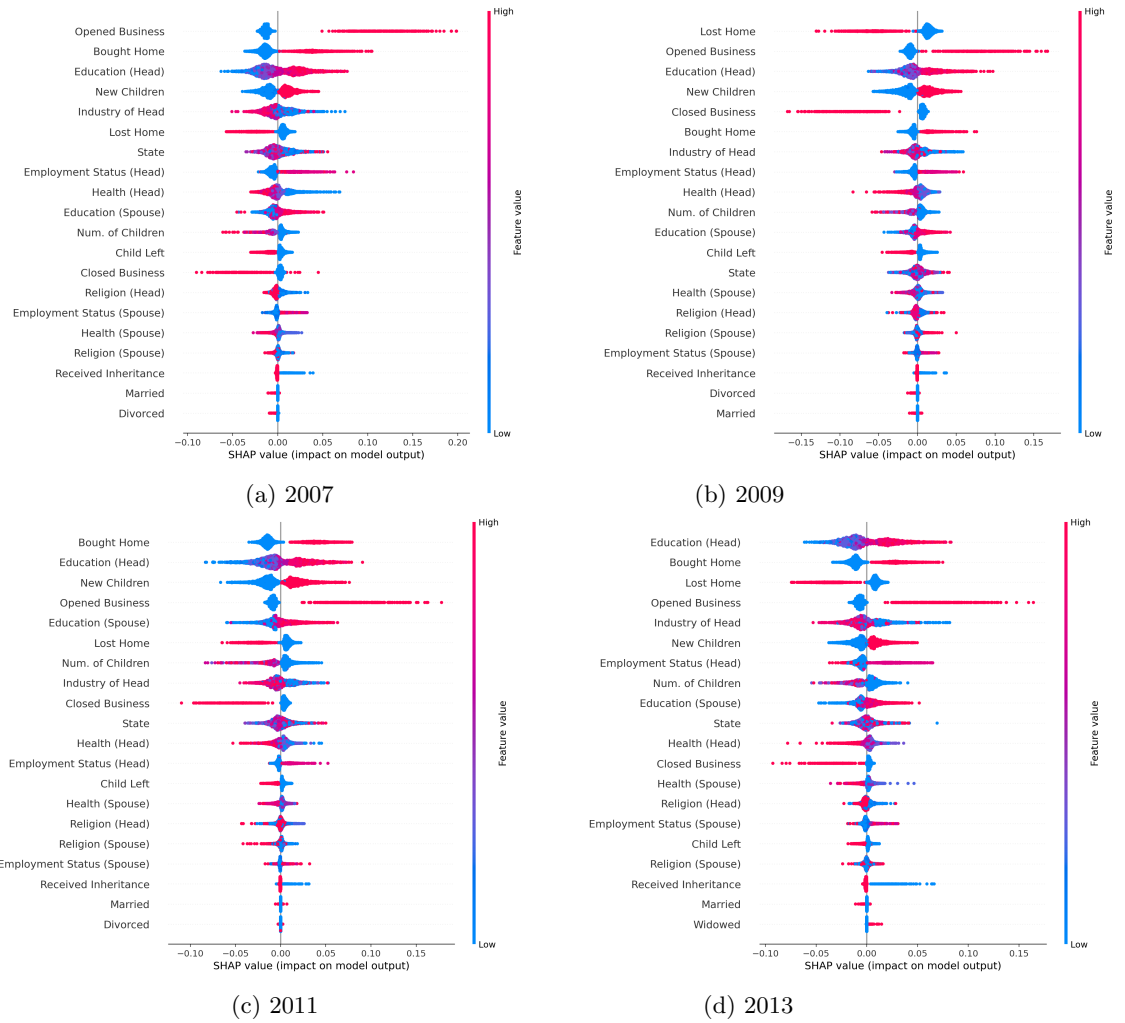 High
Opened Business
Bought Home
Education (Head)
New Children
Industry of Head
Lost Home
State
Employment Status (Head)
Health (Head)
Education (Spouse)
Num. of Children
Child Left
Closed Business
Religion (Head)
Employment Status (Spouse)
Health (Spouse)
Religion (Spouse)
Received Inheritance
Married
Divorced
Feature value
Low
−0.10 −0.05 0.00 0.05 0.10 0.15 0.20
SHAP value (impact on model output)
(a) 2007
High
Lost Home
Opened Business
Education (Head)
New Children
Closed Business
Bought Home
Industry of Head
Employment Status (Head)
Health (Head)
Num. of Children
Education (Spouse)
Child Left
State
Health (Spouse)
Religion (Head)
Religion (Spouse)
Employment Status (Spouse)
Received Inheritance
Divorced
Married
Feature value
Low
−0.15 −0.10 −0.05 0.00 0.05 0.10 0.15
SHAP value (impact on model output)
(b) 2009
High
Bought Home
Education (Head)
New Children
Opened Business
Education (Spouse)
Lost Home
Num. of Children
Industry of Head
Closed Business
State
Health (Head)
Employment Status (Head)
Child Left
Health (Spouse)
Religion (Head)
Religion (Spouse)
Employment Status (Spouse)
Received Inheritance
Married
Divorced
Feature value
Low
−0.10 −0.05 0.00 0.05 0.10 0.15
SHAP value (impact on model output)
(c) 2011
High
Education (Head)
Bought Home
Lost Home
Opened Business
Industry of Head
New Children
Employment Status (Head)
Num. of Children
Education (Spouse)
State
Health (Head)
Closed Business
Health (Spouse)
Religion (Head)
Employment Status (Spouse)
Child Left
Religion (Spouse)
Received Inheritance
Married
Widowed
Feature value
Low
−0.10 −0.05 0.00 0.05 0.10 0.15
SHAP value (impact on model output)
(d) 2013